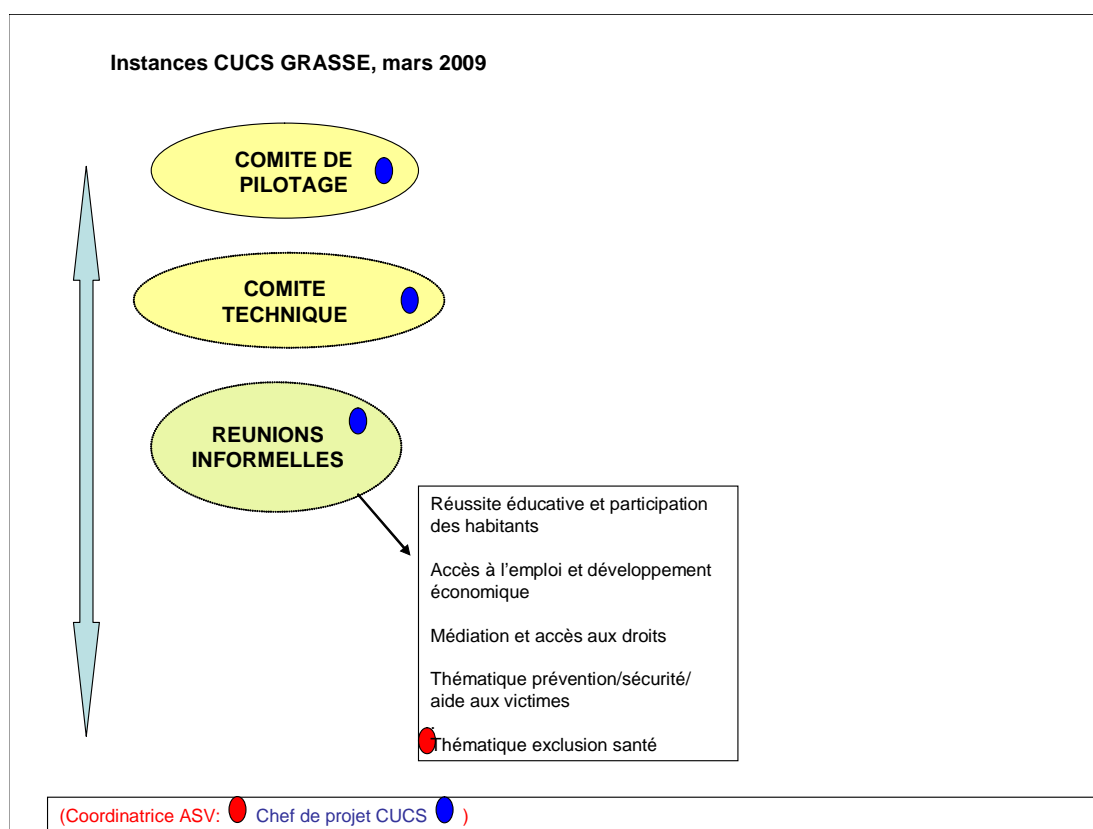 Instances CUCS GRASSE, mars 2009
COMITE DE
PILOTAGE
COMITE
TECHNIQUE
REUNIONS
INFORMELLES
Réussite éducative et participation
des habitants
Accès à l'emploi et développement
économique
Médiation et accès aux droits
Thématique prévention/sécurité/
aide aux victimes
.
Thématique exclusion santé
(Coordinatrice ASV: Chef de projet CUCS )